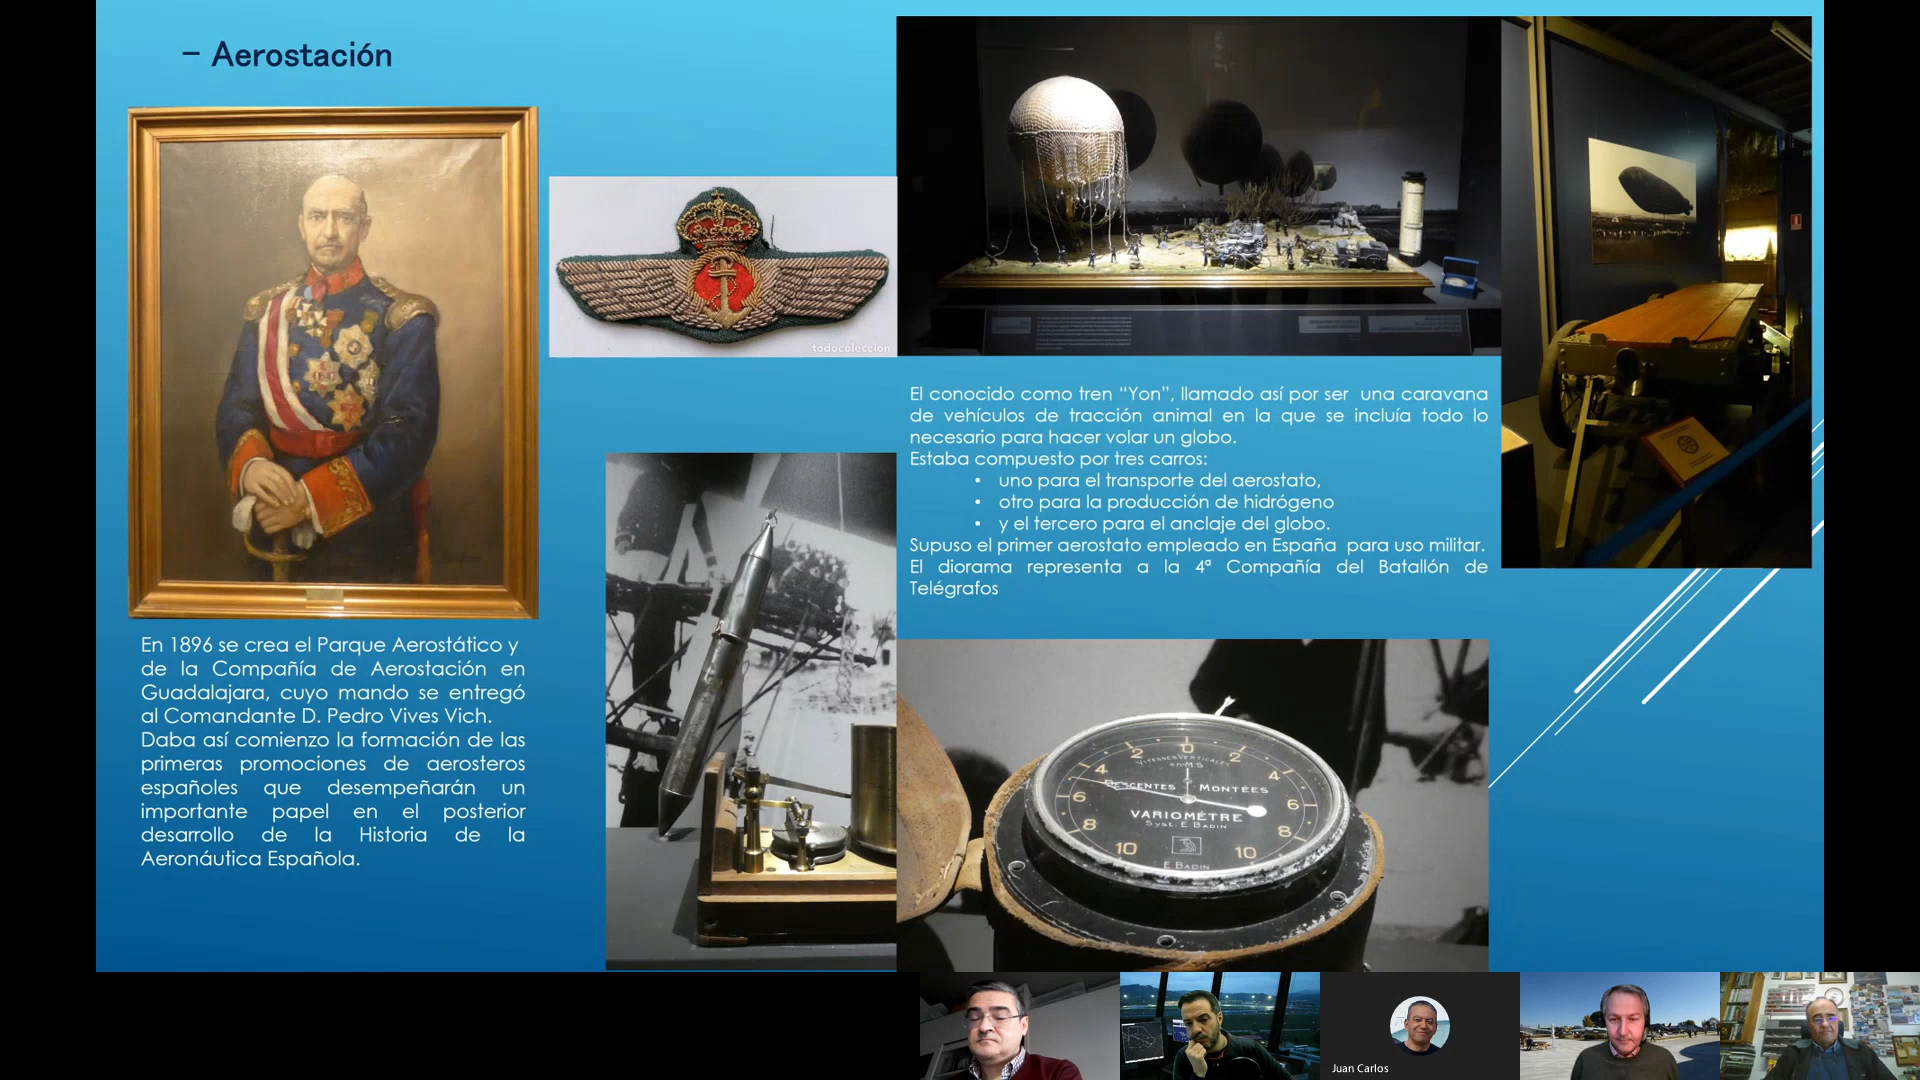 – Aerostación
todocoleccion
En 1896 se crea el Parque Aerostático y
de la Compañía de Aerostación en
Guadalajara, cuyo mando se entregó
al Comandante D. Pedro Vives Vich.
Daba así comienzo la formación de las
primeras promociones de aerosteros
españoles que desempeñarán un
importante papel en el posterior
desarrollo de la Historia de la
Aeronáutica Española.
El conocido como tren “Yon”, llamado así por ser una caravana
de vehículos de tracción animal en la que se incluía todo lo
necesario para hacer volar un globo.
Estaba compuesto por tres carros:
• uno para el transporte del aerostato,
• otro para la producción de hidrógeno
• y el tercero para el anclaje del globo.
Supuso el primer aerostato empleado en España para uso militar.
El diorama representa a la 4ª Compañía del Batallón de
Telégrafos
2 0 2
4 4
VITESSES VERTICALES
EN M.S
DESCENTES MONTÉES
6 6
VARIOMÈTRE
SYST. E BADIN
8 8
10 10
E BADIN
Juan Carlos